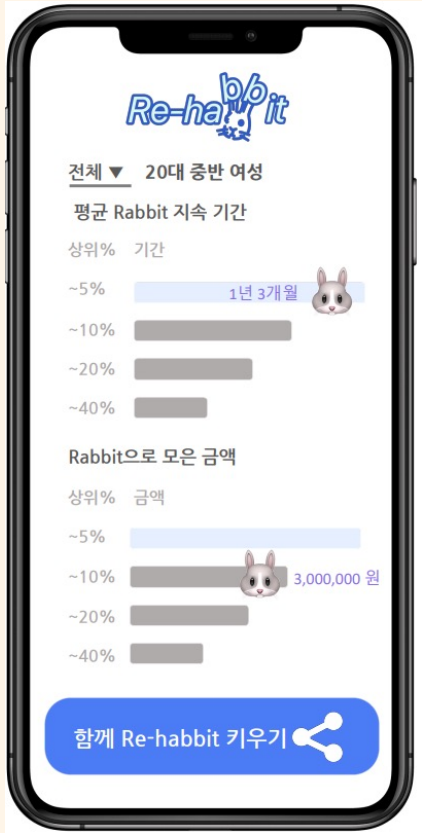 Re-habbit
전체 ▼ 20대 중반 여성
평균 Rabbit 지속 기간
상위% 기간
~5% 1년 3개월
~10%
~20%
~40%
Rabbit으로 모은 금액
상위% 금액
~5%
~10% 3,000,000 원
~20%
~40%
함께 Re-habbit 키우기